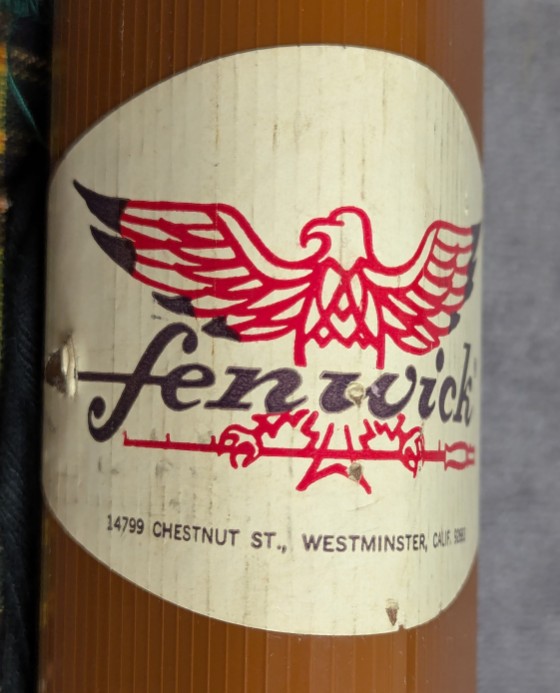 fenwick
14799 CHESTNUT ST., WESTMINSTER, CALIF.